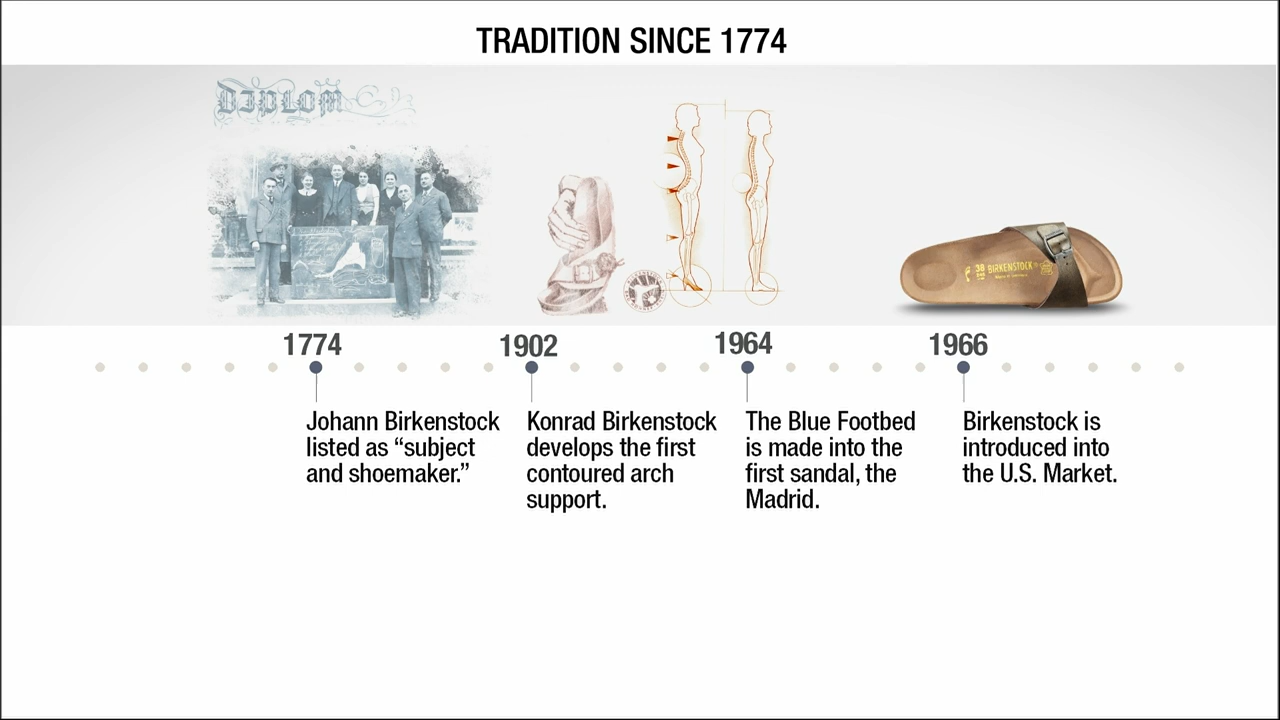 TRADITION SINCE 1774
Diplom
38
BIRKENSTOCK
1774
1902
1964
1966
Johann Birkenstock
listed as “subject
and shoemaker.”
Konrad Birkenstock
develops the first
contoured arch
support.
The Blue Footbed
is made into the
first sandal, the
Madrid.
Birkenstock is
introduced into
the U.S. Market.